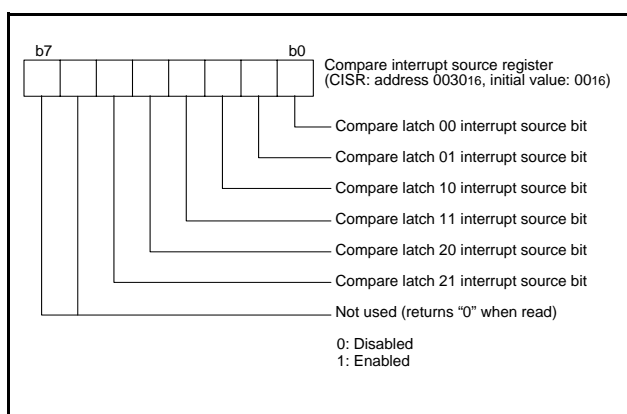 b7
b0
Compare interrupt source register
(CISR: address 003016, initial value: 0016)
Compare latch 00 interrupt source bit
Compare latch 01 interrupt source bit
Compare latch 10 interrupt source bit
Compare latch 11 interrupt source bit
Compare latch 20 interrupt source bit
Compare latch 21 interrupt source bit
Not used (returns “0” when read)
0: Disabled
1: Enabled